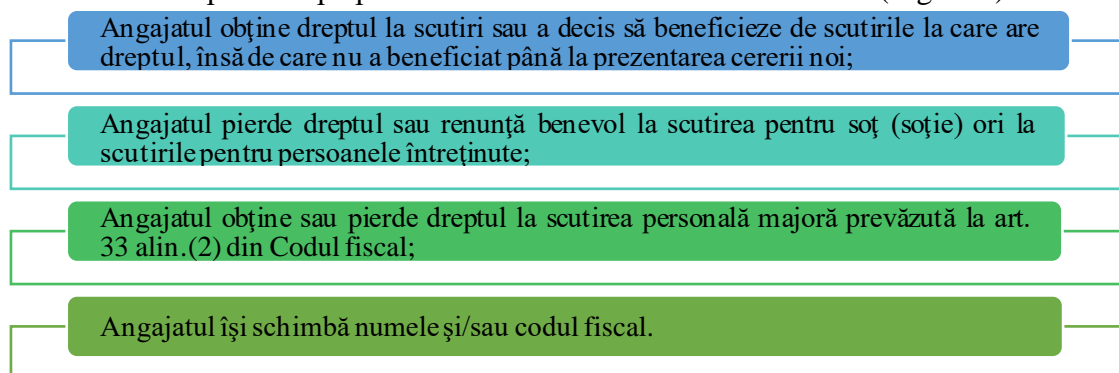 Angajatul obţine dreptul la scutiri sau a decis să beneficieze de scutirile la care are
dreptul, însă de care nu a beneficiat până la prezentarea cererii noi;
Angajatul pierde dreptul sau renunţă benevol la scutirea pentru soţ (soţie) ori la
scutirile pentru persoanele întreținute;
Angajatul obţine sau pierde dreptul la scutirea personală majoră prevăzută la art.
33 alin.(2) din Codul fiscal;
Angajatul îşi schimbă numele şi/sau codul fiscal.